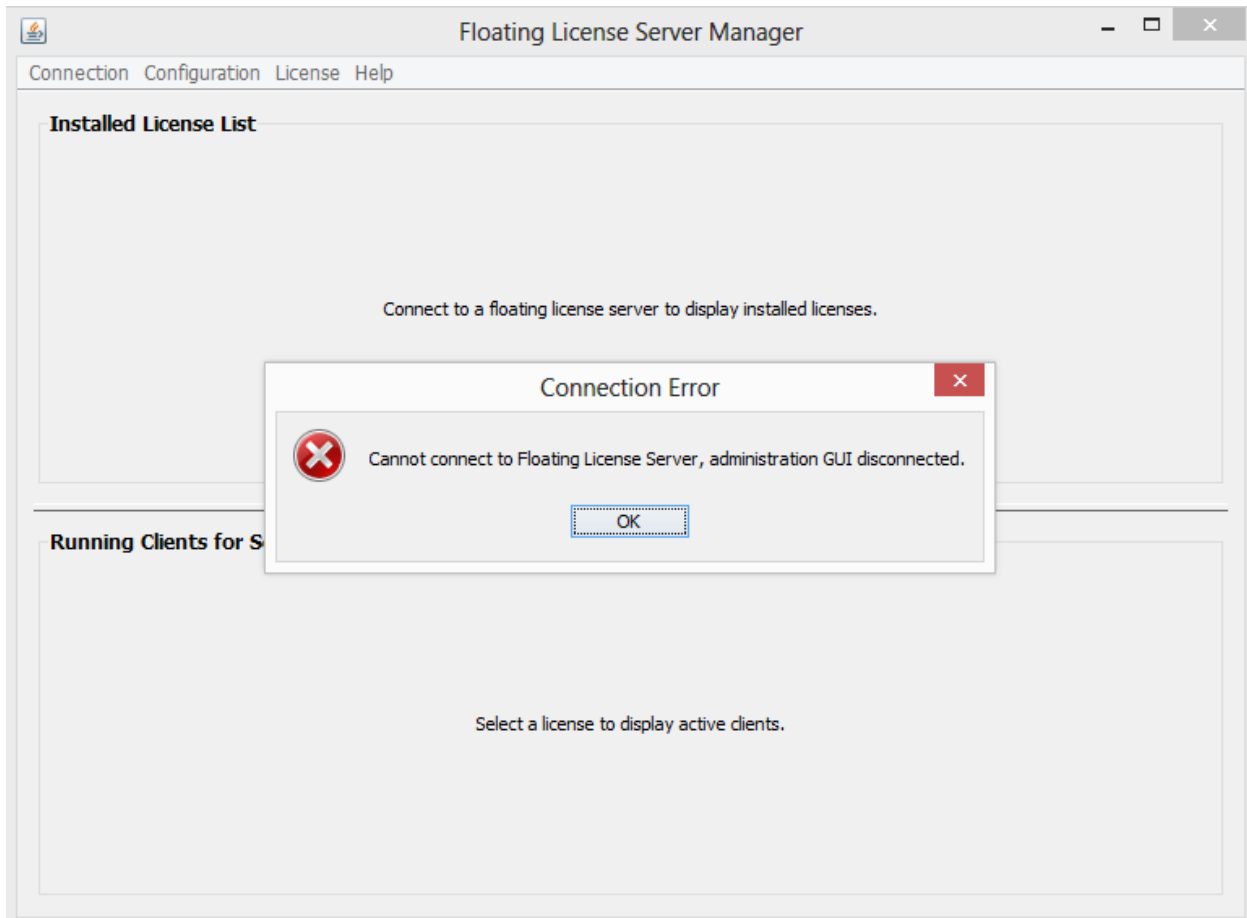 Floating License Server Manager
Connection Configuration License Help
Installed License List
Connect to a floating license server to display installed licenses.
Connection Error
Cannot connect to Floating License Server, administration GUI disconnected.
OK
Running Clients for
Select a license to display active clients.